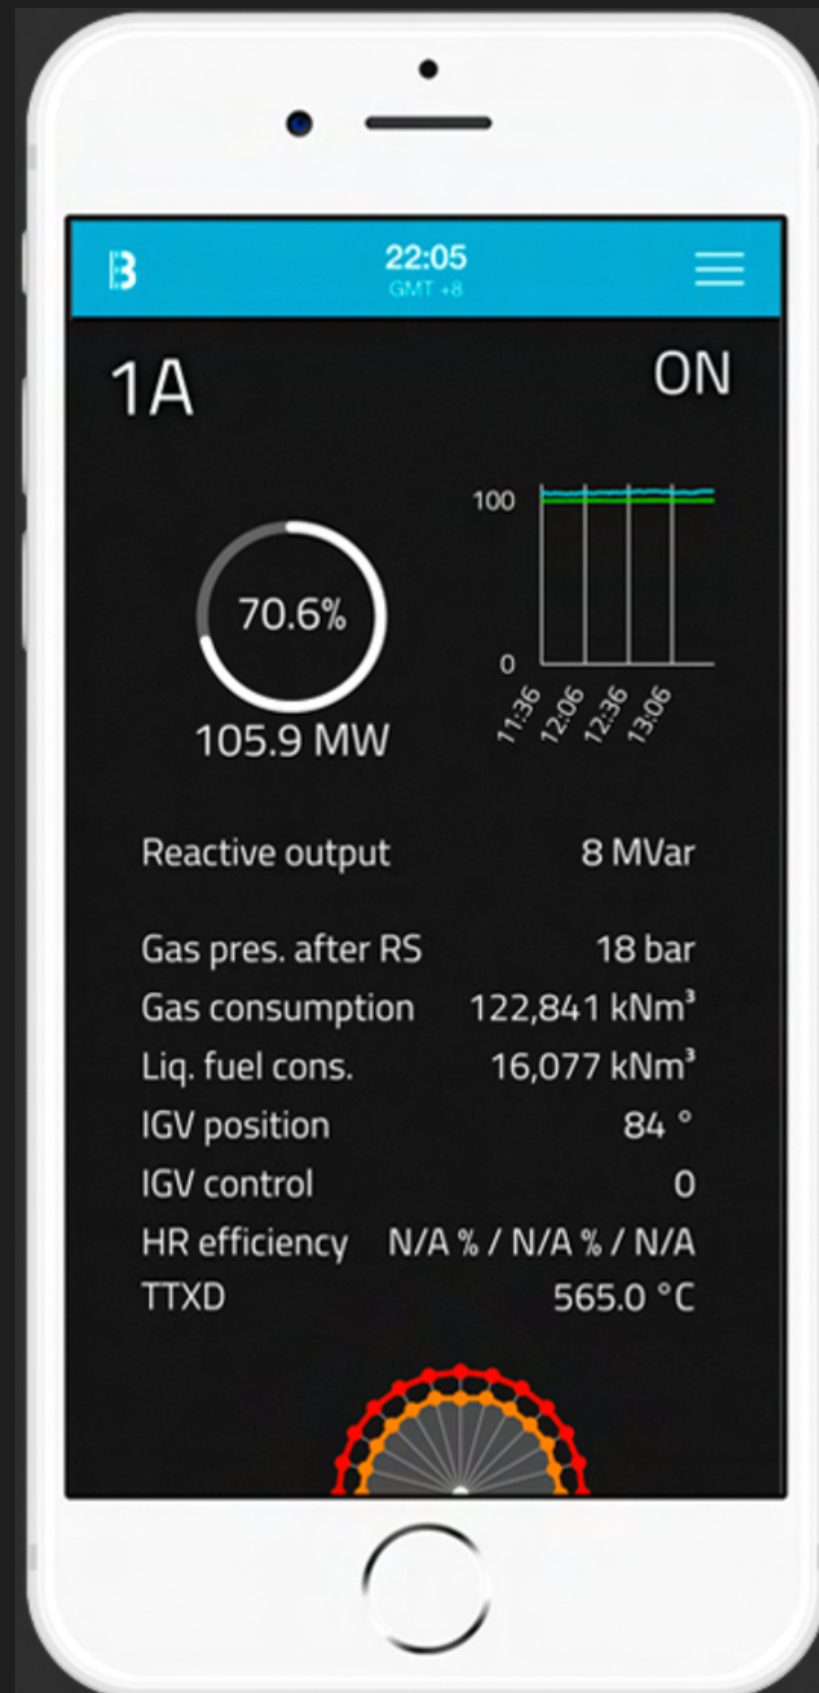 22:05
GMT +8
1A
ON
70.6%
105.9 MW
100
0
11:36
12:06
12:36
13:06
Reactive output 8 MVar
Gas pres. after RS 18 bar
Gas consumption 122,841 kNm³
Liq. fuel cons. 16,077 kNm³
IGV position 84 °
IGV control 0
HR efficiency N/A % / N/A % / N/A
TTXD 565.0 °C